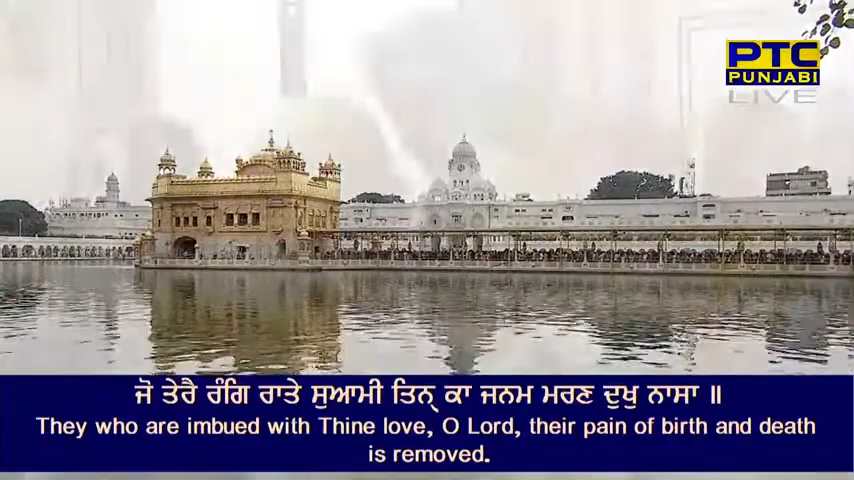 PTC
PUNJABI
LIVE
ਜੋ ਤੇਰੈ ਰੰਗਿ ਰਾਤੇ ਸੁਆਮੀ ਤਿਨੑ ਕਾ ਜਨਮ ਮਰਣ ਦੁਖੁ ਨਾਸਾ ॥
They who are imbued with Thine love, O Lord, their pain of birth and death
is removed.